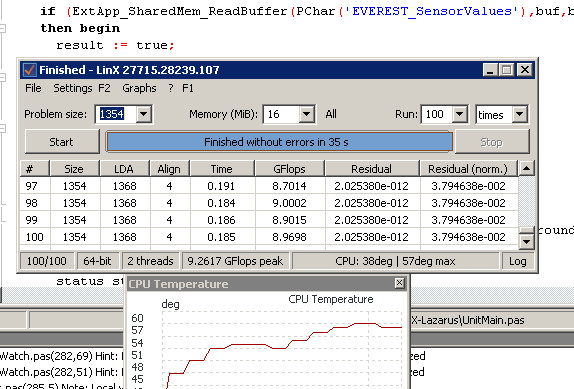 if (ExtApp_SharedMem_ReadBuffer(PChar('EVEREST_SensorValues'),buf,b
then begin
result := true;
Finished - LinX 27715.28239.107
File Settings F2 Graphs ? F1
Problem size: 1354 Memory (MiB): 16 All Run: 100 times
Start Finished without errors in 35 s Stop
# Size LDA Align Time GFlops Residual Residual (norm.)
97 1354 1368 4 0.191 8.7014 2.025380e-012 3.794638e-002
98 1354 1368 4 0.184 9.0002 2.025380e-012 3.794638e-002
99 1354 1368 4 0.186 8.9015 2.025380e-012 3.794638e-002
100 1354 1368 4 0.185 8.9698 2.025380e-012 3.794638e-002
round
100/100 64-bit 2 threads 9.2617 GFlops peak CPU: 38deg | 57deg max Log
status
CPU Temperature
deg CPU Temperature
60
57
54
51
48
45
X-Lazarus\UnitMain.pas
Watch.pas(282,69) Hint:
Watch.pas(282,51) Hint:
.pas(285,5) Note: Local